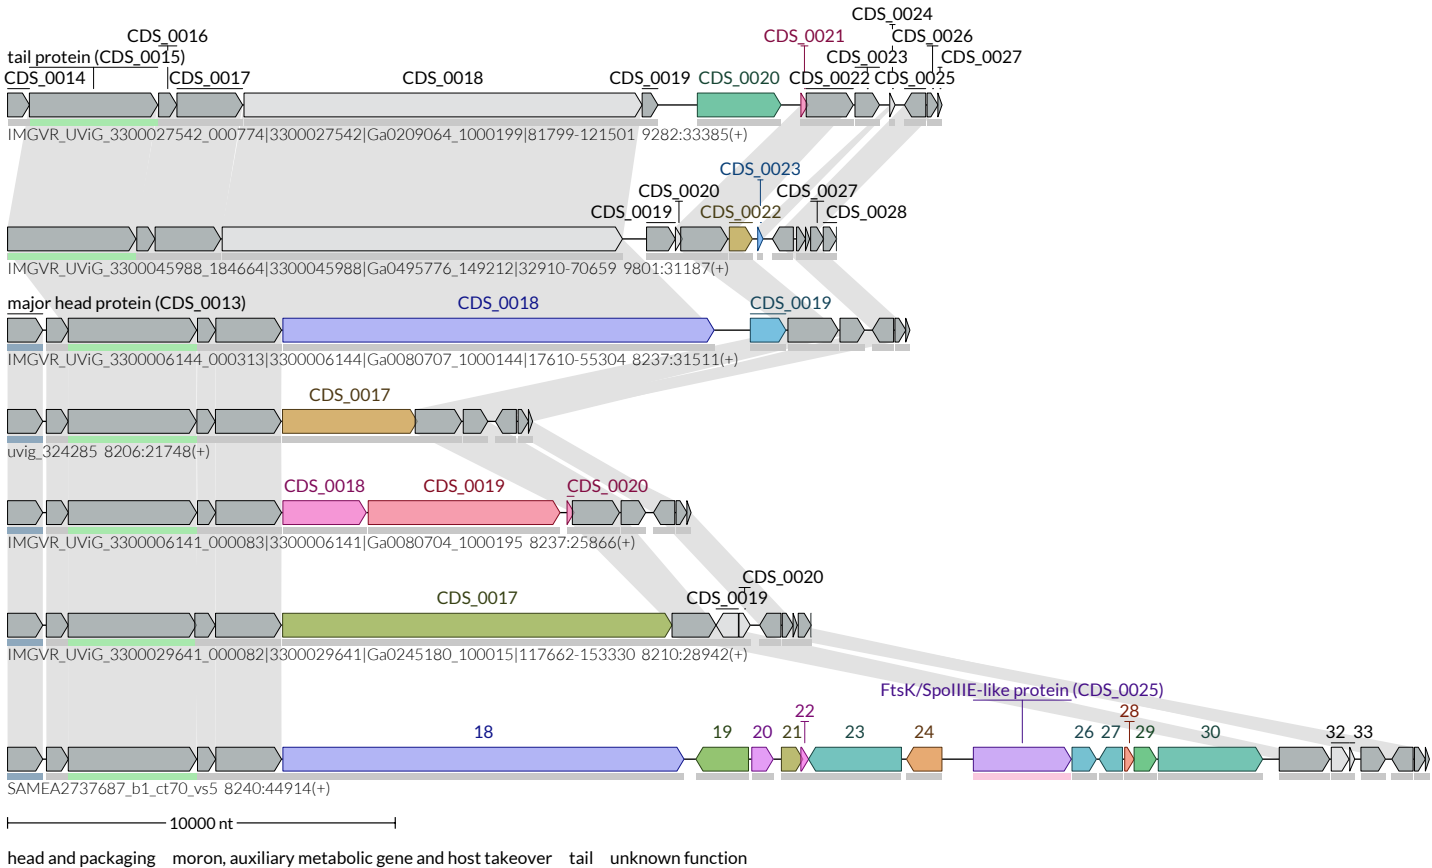 CDS_0024
CDS_0016 CDS_0021 CDS_0026
tail protein (CDS_0015) CDS_0023 CDS_0027
CDS_0014 CDS_0017 CDS_0018 CDS_0019 CDS_0020 CDS_0022 CDS_0025
IMGVR_UViG_3300027542_000774|3300027542|Ga0209064_1000199|81799-121501 9282:33385(+)
CDS_0023
CDS_0020 CDS_0027
CDS_0019 CDS_0022 CDS_0028
IMGVR_UViG_3300045988_184664|3300045988|Ga0495776_149212|32910-70659 9801:31187(+)
major head protein (CDS_0013) CDS_0018 CDS_0019
IMGVR_UViG_3300006144_000313|3300006144|Ga0080707_1000144|17610-55304 8237:31511(+)
CDS_0017
uvig_324285 8206:21748(+)
CDS_0018 CDS_0019 CDS_0020
IMGVR_UViG_3300006141_000083|3300006141|Ga0080704_1000195 8237:25866(+)
CDS_0020
CDS_0017 CDS_0019
IMGVR_UViG_3300029641_000082|3300029641|Ga0245180_100015|117662-153330 8210:28942(+)
FtsK/SpoIIIE-like protein (CDS_0025)
22 28
18 19 20 21 23 24 26 27 29 30 32 33
SAMEA2737687_b1_ct70_vs5 8240:44914(+)
10000 nt
head and packaging moron, auxiliary metabolic gene and host takeover tail unknown function